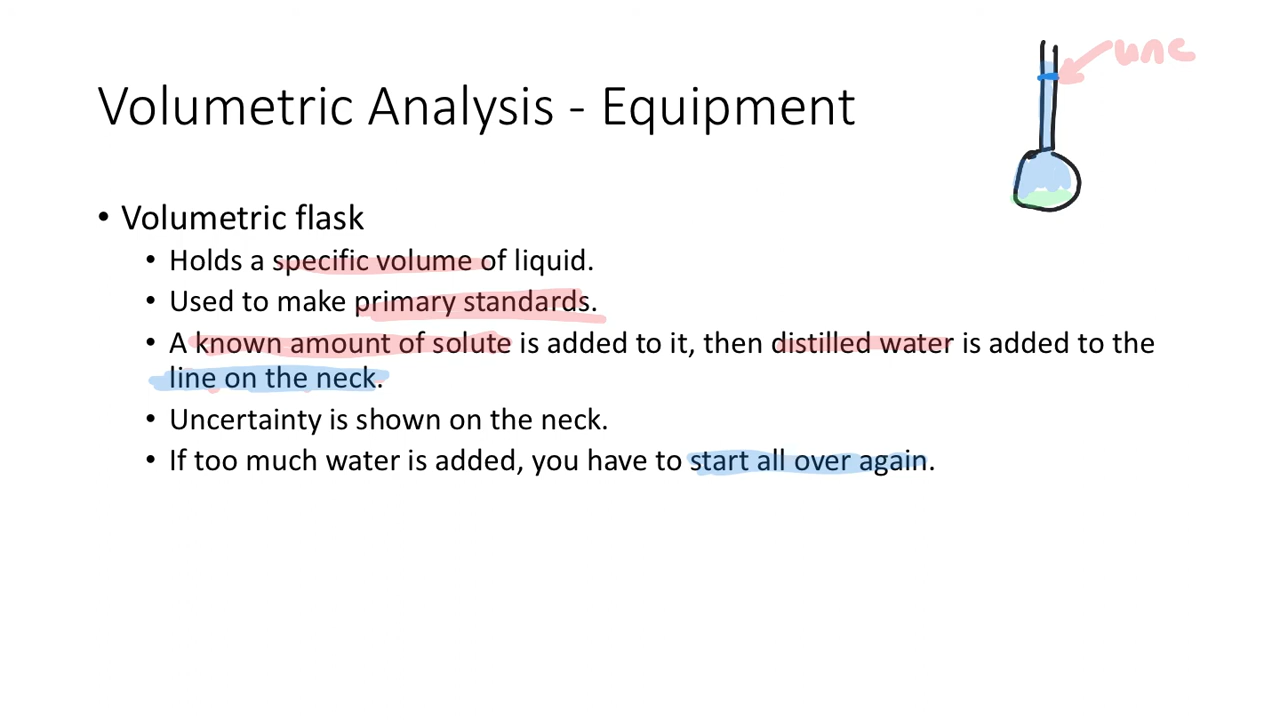 unc
Volumetric Analysis - Equipment
• Volumetric flask
• Holds a specific volume of liquid.
• Used to make primary standards.
• A known amount of solute is added to it, then distilled water is added to the
line on the neck.
• Uncertainty is shown on the neck.
• If too much water is added, you have to start all over again.